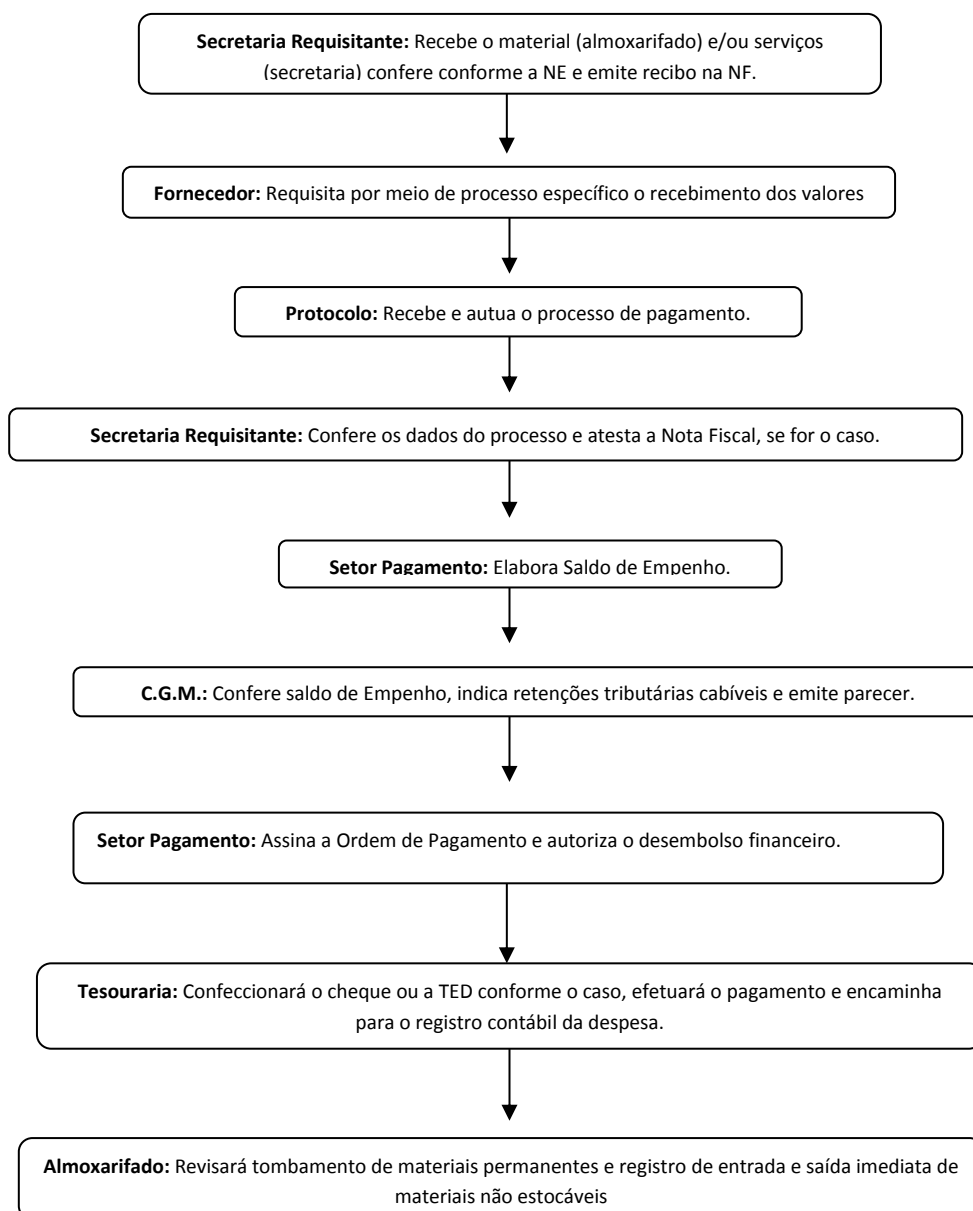 Secretaria Requisitante: Recebe o material (almoxarifado) e/ou serviços
(secretaria) confere conforme a NE e emite recibo na NF.
Fornecedor: Requisita por meio de processo específico o recebimento dos valores
Protocolo: Recebe e autua o processo de pagamento.
Secretaria Requisitante: Confere os dados do processo e atesta a Nota Fiscal, se for o caso.
Setor Pagamento: Elabora Saldo de Empenho.
C.G.M.: Confere saldo de Empenho, indica retenções tributárias cabíveis e emite parecer.
Setor Pagamento: Assina a Ordem de Pagamento e autoriza o desembolso financeiro.
Tesouraria: Confeccionará o cheque ou a TED conforme o caso, efetuará o pagamento e encaminha
para o registro contábil da despesa.
Almoxarifado: Revisará tombamento de materiais permanentes e registro de entrada e saída imediata de
materiais não estocáveis